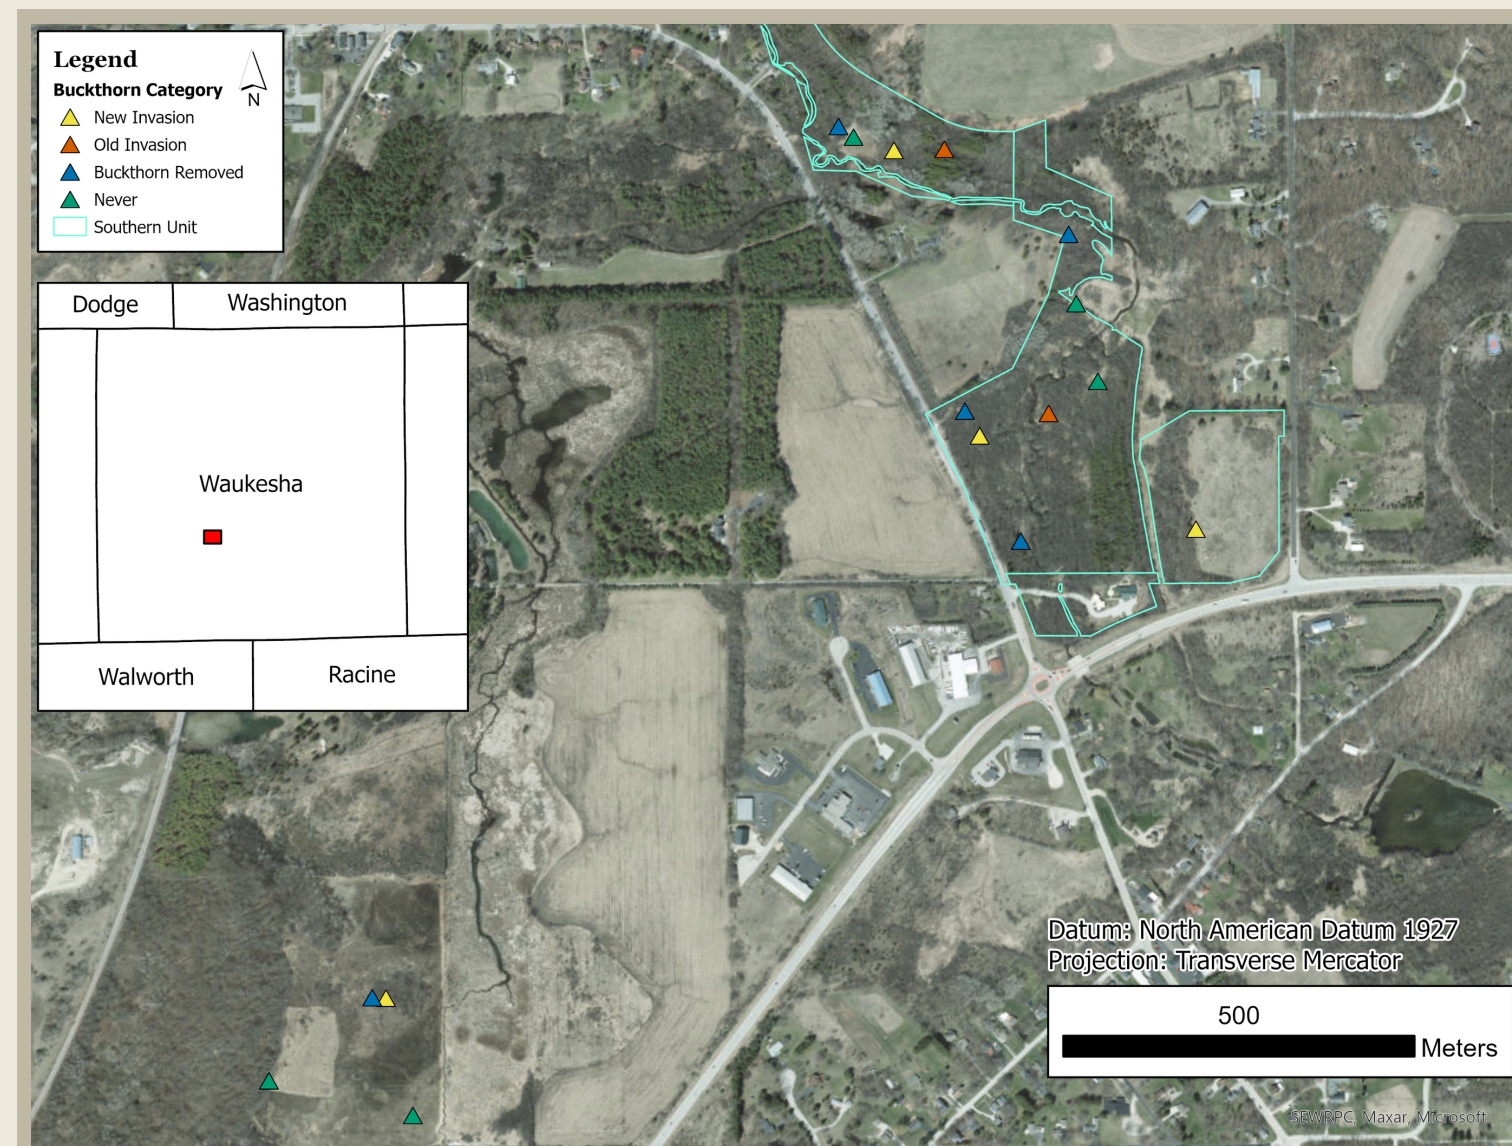 Legend
Buckthorn Category
N
New Invasion
Old Invasion
Buckthorn Removed
Never
Southern Unit
Dodge
Washington
Waukesha
Walworth
Racine
Datum: North American Datum 1927
Projection: Transverse Mercator
500
Meters
SEWRPC, Maxar, Microsoft